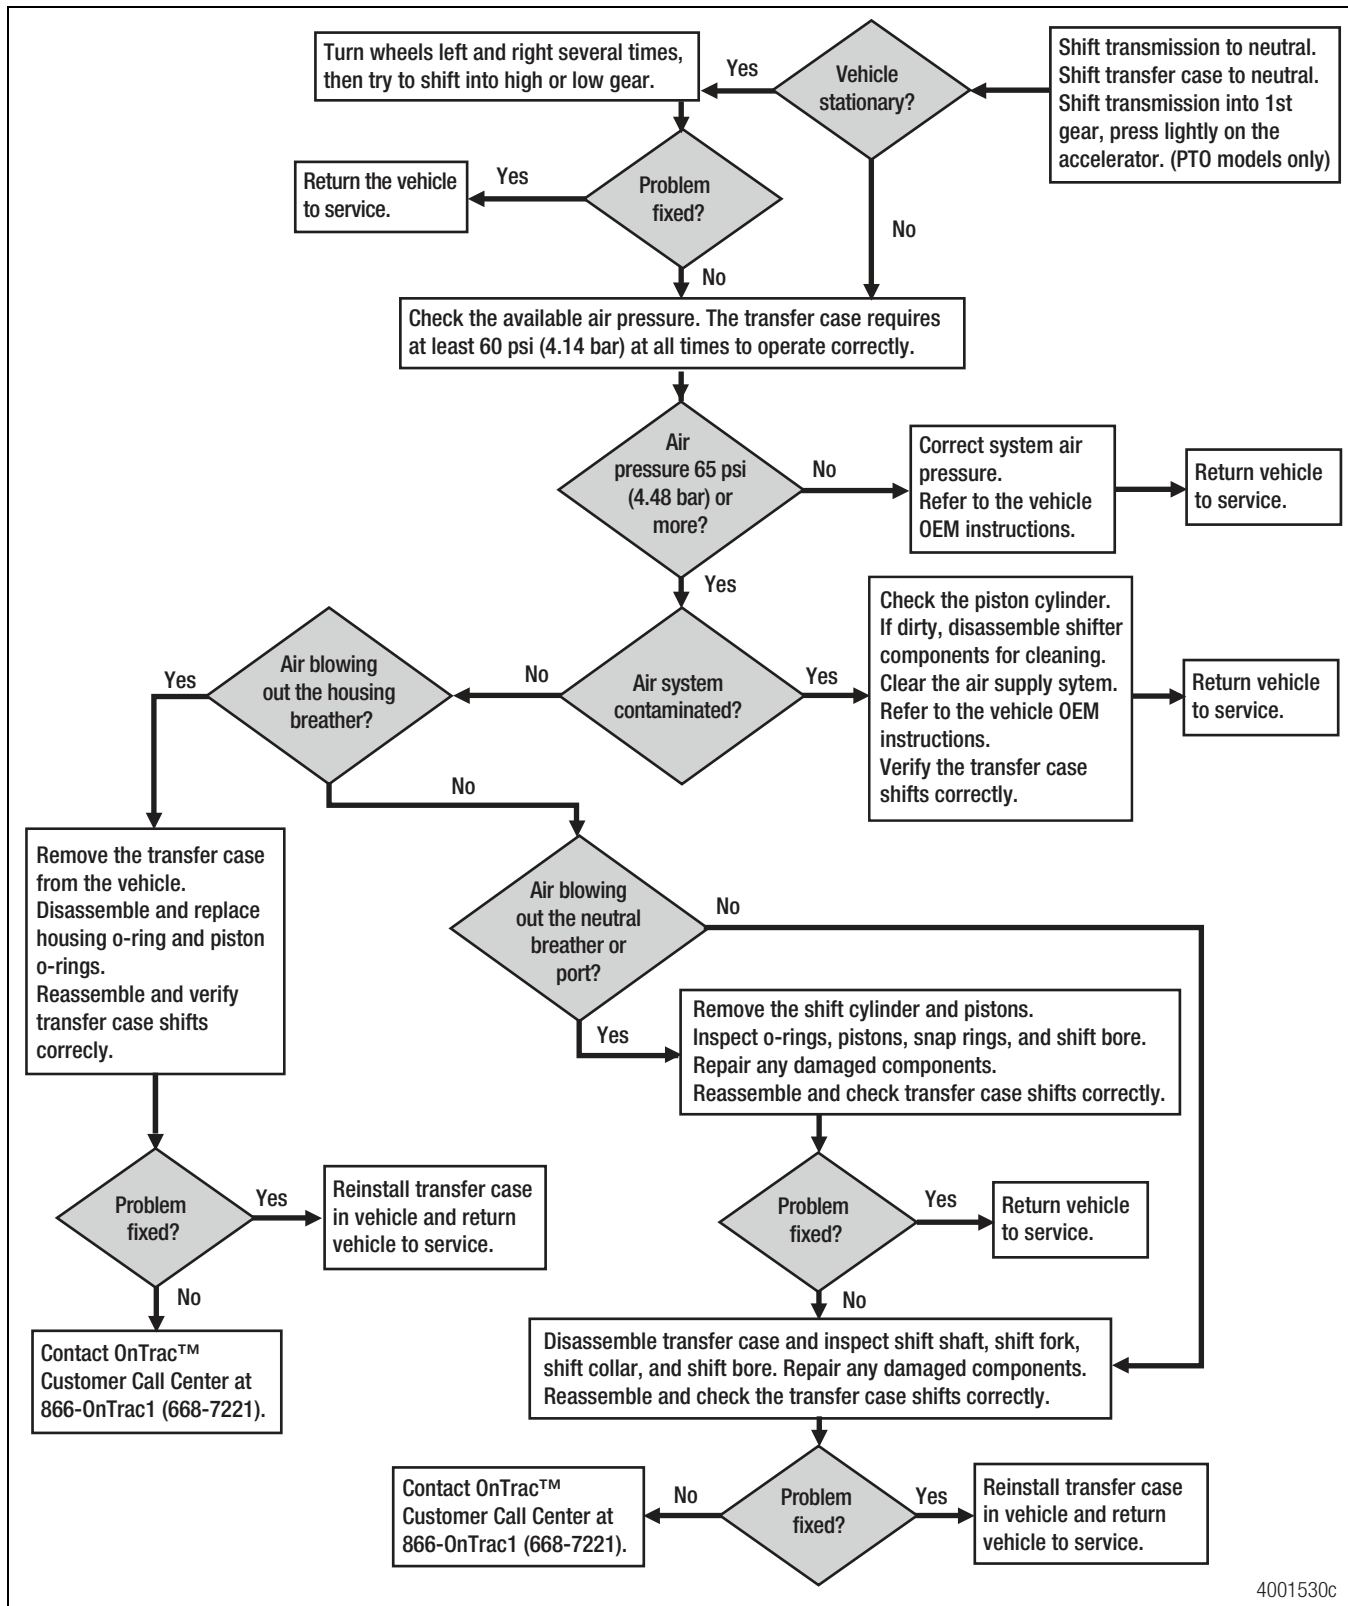 Shift transmission to neutral.
Shift transfer case to neutral.
Shift transmission into 1st
gear, press lightly on the
accelerator. (PTO models only)
Vehicle
stationary?
Yes
No
Turn wheels left and right several times,
then try to shift into high or low gear.
Problem
fixed?
Yes
Return the vehicle
to service.
No
Check the available air pressure. The transfer case requires
at least 60 psi (4.14 bar) at all times to operate correctly.
Air
pressure 65 psi
(4.48 bar) or
more?
No
Correct system air
pressure.
Refer to the vehicle
OEM instructions.
Return vehicle
to service.
Yes
Air system
contaminated?
Yes
Check the piston cylinder.
If dirty, disassemble shifter
components for cleaning.
Clear the air supply sytem.
Refer to the vehicle OEM
instructions.
Verify the transfer case
shifts correctly.
Return vehicle
to service.
No
Air blowing
out the housing
breather?
Yes
No
Remove the transfer case
from the vehicle.
Disassemble and replace
housing o-ring and piston
o-rings.
Reassemble and verify
transfer case shifts
correcly.
Problem
fixed?
Yes
Reinstall transfer case
in vehicle and return
vehicle to service.
No
Contact OnTrac™
Customer Call Center at
866-OnTrac1 (668-7221).
Air blowing
out the neutral
breather or
port?
No
Yes
Remove the shift cylinder and pistons.
Inspect o-rings, pistons, snap rings, and shift bore.
Repair any damaged components.
Reassemble and check transfer case shifts correctly.
Problem
fixed?
Yes
Return vehicle
to service.
No
Disassemble transfer case and inspect shift shaft, shift fork,
shift collar, and shift bore. Repair any damaged components.
Reassemble and check the transfer case shifts correctly.
Problem
fixed?
No
Contact OnTrac™
Customer Call Center at
866-OnTrac1 (668-7221).
Yes
Reinstall transfer case
in vehicle and return
vehicle to service.
4001530c